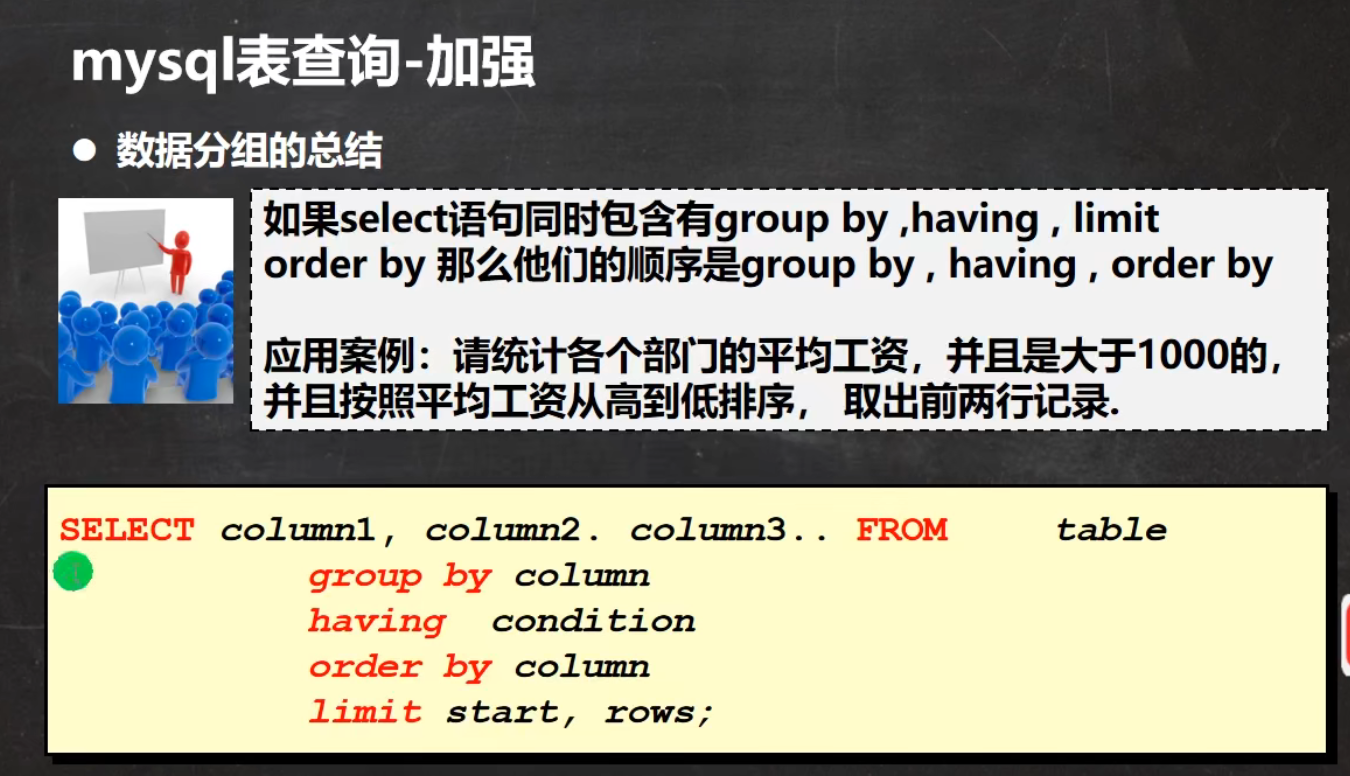 mysql表查询-加强
● 数据分组的总结
如果select语句同时包含有group by ,having , limit
order by 那么他们的顺序是group by , having , order by
应用案例：请统计各个部门的平均工资，并且是大于1000的，
并且按照平均工资从高到低排序， 取出前两行记录.
SELECT column1, column2. column3.. FROM table
group by column
having condition
order by column
limit start, rows;